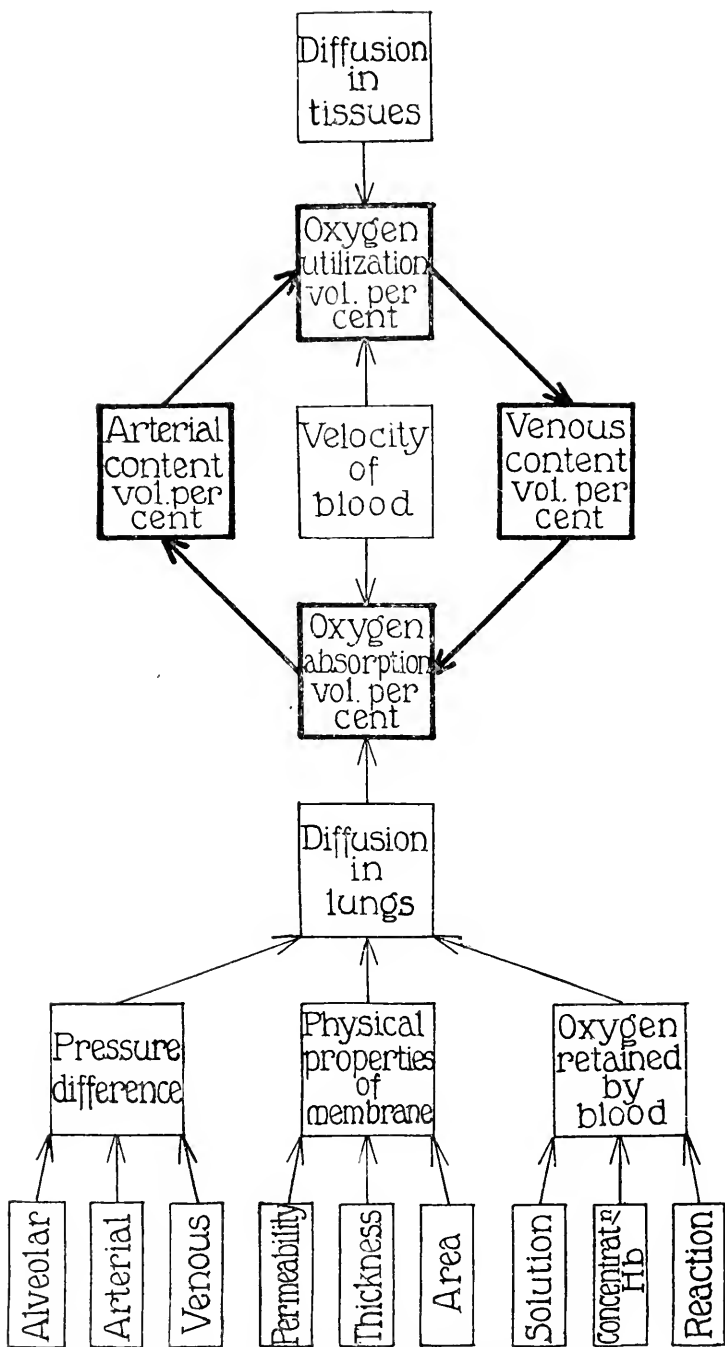 Diffusion
in
tissues
Oxygen
utilization
vol. per
cent
Arterial
content
vol. per
cent
Velocity
of
blood
Venous
content
vol. per
cent
Oxygen
absorption
vol. per
cent
Diffusion
in
lungs
Pressure
difference
Physical
properties
of
membrane
Oxygen
retained
by
blood
Alveolar
Arterial
Venous
Permeability
Thickness
Area
Solution
Concentratⁿ
Hb
Reaction